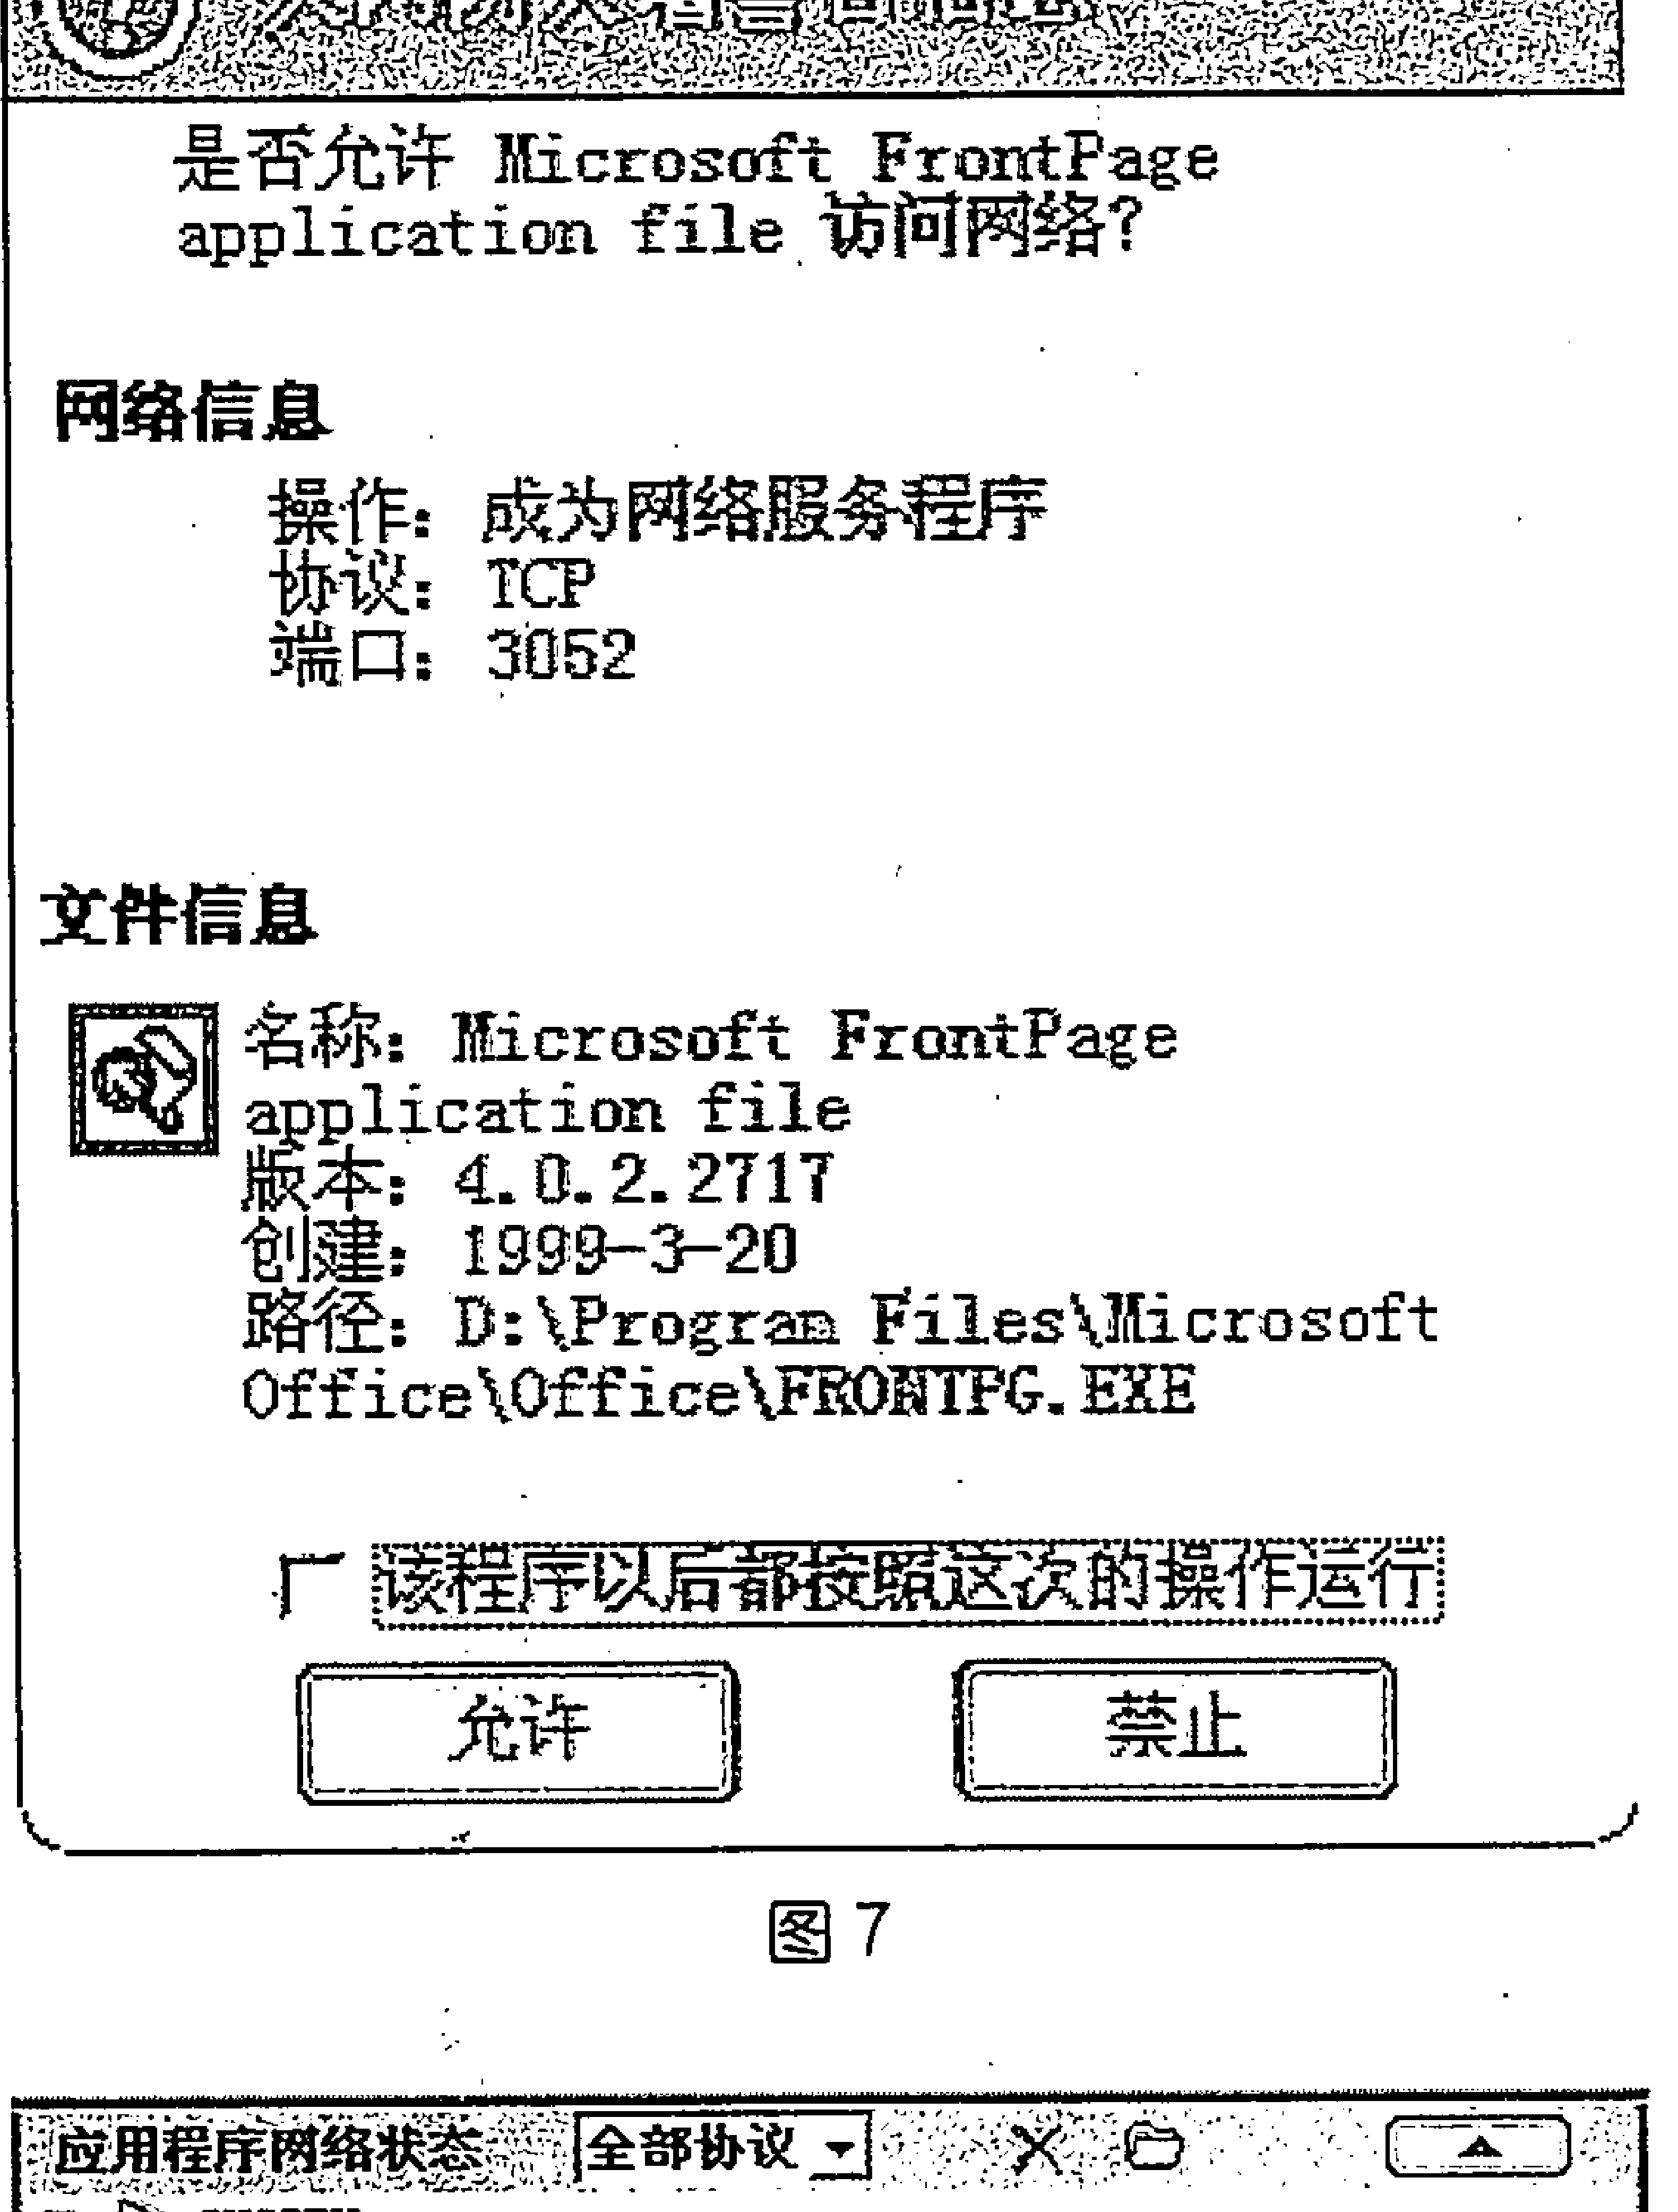 是否允许 Microsoft FrontPage
application file 访问网络?
网络信息
操作: 成为网络服务程序
协议: TCP
端口: 3052
文件信息
名称: Microsoft FrontPage
application file
版本: 4.0.2.2717
创建: 1999-3-20
路径: D:\Program Files\Microsoft
Office\Office\FRONTPG.EXE
该程序以后都按照这次的操作运行
允许 禁止
图 7
应用程序网络状态 全部协议